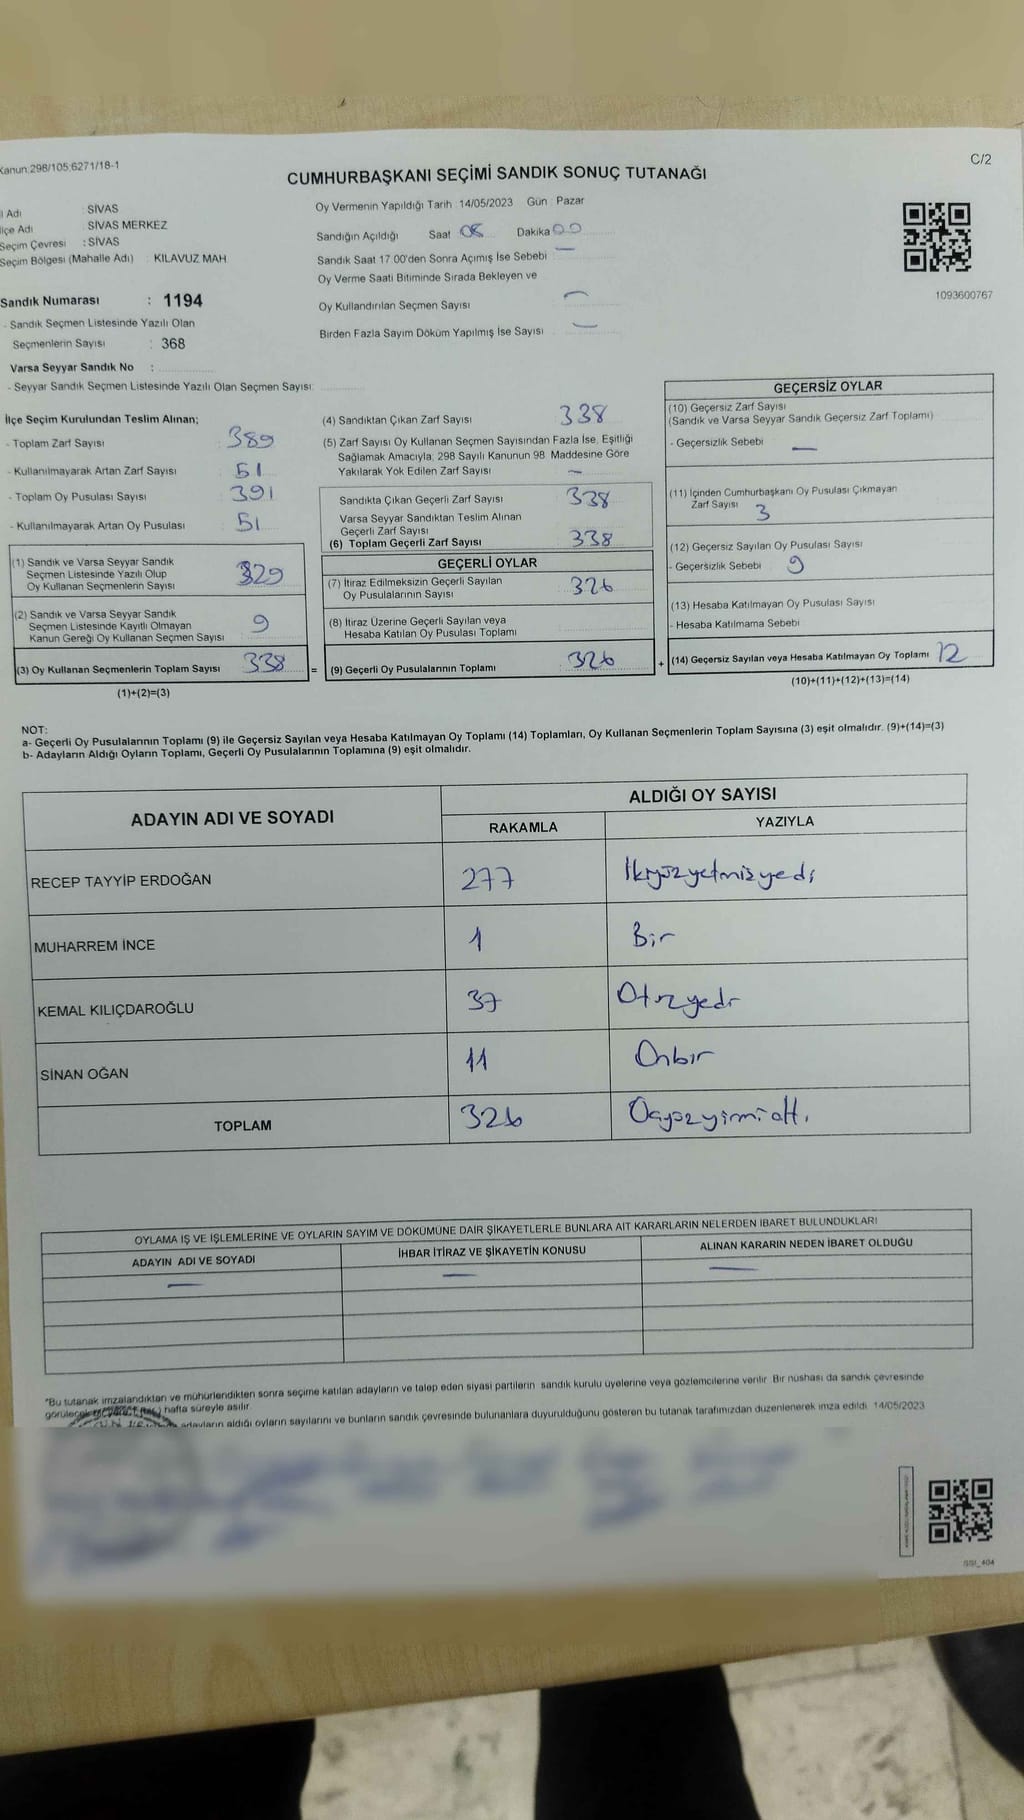 Kanun:298/105;6271/18-1
C/2
CUMHURBAŞKANI SEÇİMİ SANDIK SONUÇ TUTANAĞI
İl Adı : SİVAS
İlçe Adı : SİVAS MERKEZ
Seçim Çevresi : SİVAS
Seçim Bölgesi (Mahalle Adı) : KILAVUZ MAH
Sandık Numarası : 1194
- Sandık Seçmen Listesinde Yazılı Olan
Seçmenlerin Sayısı : 368
Varsa Seyyar Sandık No :
- Seyyar Sandık Seçmen Listesinde Yazılı Olan Seçmen Sayısı:
Oy Vermenin Yapıldığı Tarih : 14/05/2023 Gün : Pazar
Sandığın Açıldığı Saat 08 Dakika 00
Sandık Saat 17:00'den Sonra Açımış İse Sebebi —
Oy Verme Saati Bitiminde Sırada Bekleyen ve
Oy Kullandırılan Seçmen Sayısı —
Birden Fazla Sayım Döküm Yapılmış İse Sayısı —
1093600767
İlçe Seçim Kurulundan Teslim Alınan;
- Toplam Zarf Sayısı 389
- Kullanılmayarak Artan Zarf Sayısı 51
- Toplam Oy Pusulası Sayısı 391
- Kullanılmayarak Artan Oy Pusulası 51
(1) Sandık ve Varsa Seyyar Sandık
Seçmen Listesinde Yazılı Olup
Oy Kullanan Seçmenlerin Sayısı 329
(2) Sandık ve Varsa Seyyar Sandık
Seçmen Listesinde Kayıtlı Olmayan
Kanun Gereği Oy Kullanan Seçmen Sayısı 9
(3) Oy Kullanan Seçmenlerin Toplam Sayısı 338
(1)+(2)=(3)
(4) Sandıktan Çıkan Zarf Sayısı 338
(5) Zarf Sayısı Oy Kullanan Seçmen Sayısından Fazla İse, Eşitliği
Sağlamak Amacıyla; 298 Sayılı Kanunun 98. Maddesine Göre
Yakılarak Yok Edilen Zarf Sayısı —
Sandıkta Çıkan Geçerli Zarf Sayısı 338
Varsa Seyyar Sandıktan Teslim Alınan
Geçerli Zarf Sayısı
(6) Toplam Geçerli Zarf Sayısı 338
GEÇERLİ OYLAR
(7) İtiraz Edilmeksizin Geçerli Sayılan
Oy Pusulalarının Sayısı 326
(8) İtiraz Üzerine Geçerli Sayılan veya
Hesaba Katılan Oy Pusulası Toplamı
= (9) Geçerli Oy Pusulalarının Toplamı 326
GEÇERSİZ OYLAR
(10) Geçersiz Zarf Sayısı
(Sandık ve Varsa Seyyar Sandık Geçersiz Zarf Toplamı)
- Geçersizlik Sebebi —
(11) İçinden Cumhurbaşkanı Oy Pusulası Çıkmayan
Zarf Sayısı 3
(12) Geçersiz Sayılan Oy Pusulası Sayısı
- Geçersizlik Sebebi 9
(13) Hesaba Katılmayan Oy Pusulası Sayısı
- Hesaba Katılmama Sebebi
+ (14) Geçersiz Sayılan veya Hesaba Katılmayan Oy Toplamı 12
(10)+(11)+(12)+(13)=(14)
NOT:
a- Geçerli Oy Pusulalarının Toplamı (9) ile Geçersiz Sayılan veya Hesaba Katılmayan Oy Toplamı (14) Toplamları, Oy Kullanan Seçmenlerin Toplam Sayısına (3) eşit olmalıdır. (9)+(14)=(3)
b- Adayların Aldığı Oyların Toplamı, Geçerli Oy Pusulalarının Toplamına (9) eşit olmalıdır.
ADAYIN ADI VE SOYADI
ALDIĞI OY SAYISI
RAKAMLA YAZIYLA
RECEP TAYYİP ERDOĞAN 277 İkiyüzyetmişyedi
MUHARREM İNCE 1 Bir
KEMAL KILIÇDAROĞLU 37 Otuzyedi
SİNAN OĞAN 11 Onbir
TOPLAM 326 Üçyüzyirmialtı
OYLAMA İŞ VE İŞLEMLERİNE VE OYLARIN SAYIM VE DÖKÜMÜNE DAİR ŞİKAYETLERLE BUNLARA AİT KARARLARIN NELERDEN İBARET BULUNDUKLARI
ADAYIN ADI VE SOYADI İHBAR İTİRAZ VE ŞİKAYETİN KONUSU ALINAN KARARIN NEDEN İBARET OLDUĞU
— — —
*Bu tutanak imzalandıktan ve mühürlendikten sonra seçime katılan adayların ve talep eden siyasi partilerin sandık kurulu üyelerine veya gözlemcilerine verilir. Bir nüshası da sandık çevresinde
görülecek hafta süreyle asılır.
adayların aldığı oyların sayılarını ve bunların sandık çevresinde bulunanlara duyurulduğunu gösteren bu tutanak tarafımızdan düzenlenerek imza edildi. 14/05/2023
SSI_404